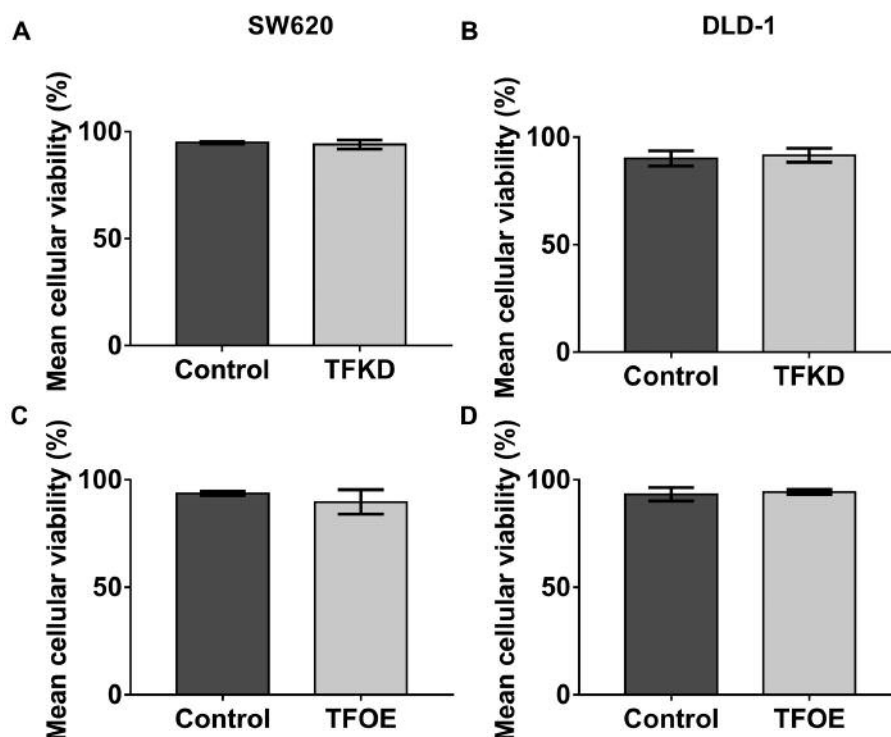 A
SW620
Mean cellular viability (%)
100
50
0
Control
TFKD
B
DLD-1
Mean cellular viability (%)
100
50
0
Control
TFKD
C
Mean cellular viability (%)
100
50
0
Control
TFOE
D
Mean cellular viability (%)
100
50
0
Control
TFOE